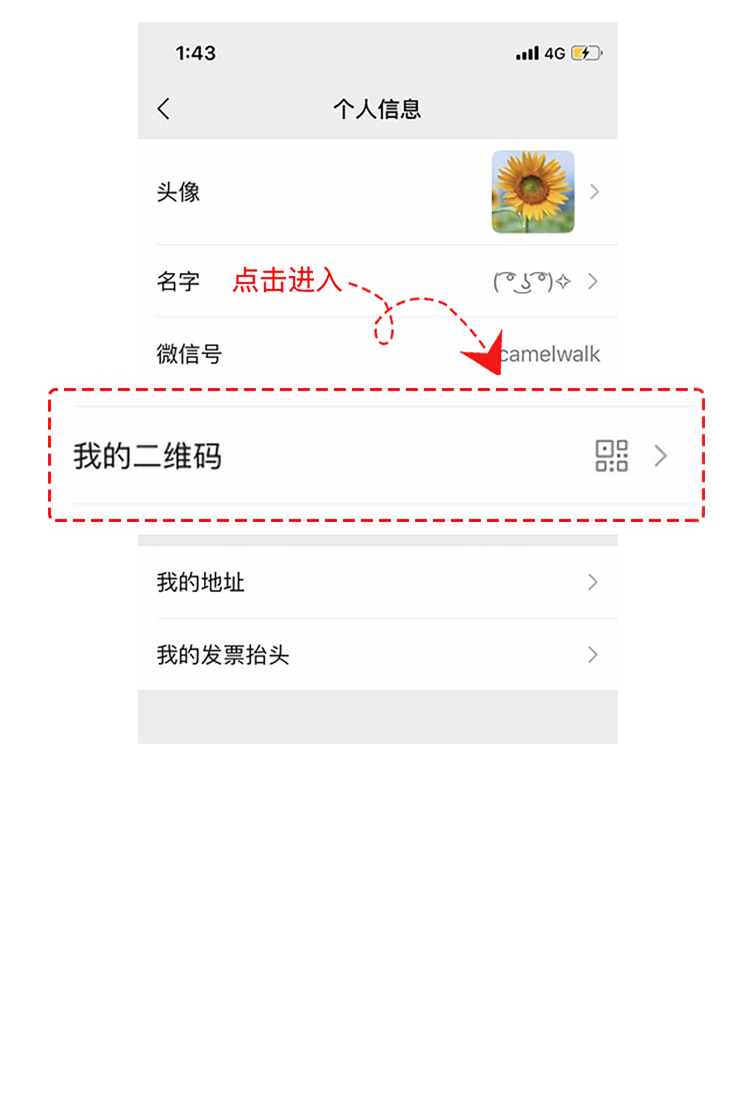 1:43
4G
个人信息
头像
名字
点击进入
( ͡° ͜ʖ ͡°)✧
微信号
camelwalk
我的二维码
我的地址
我的发票抬头